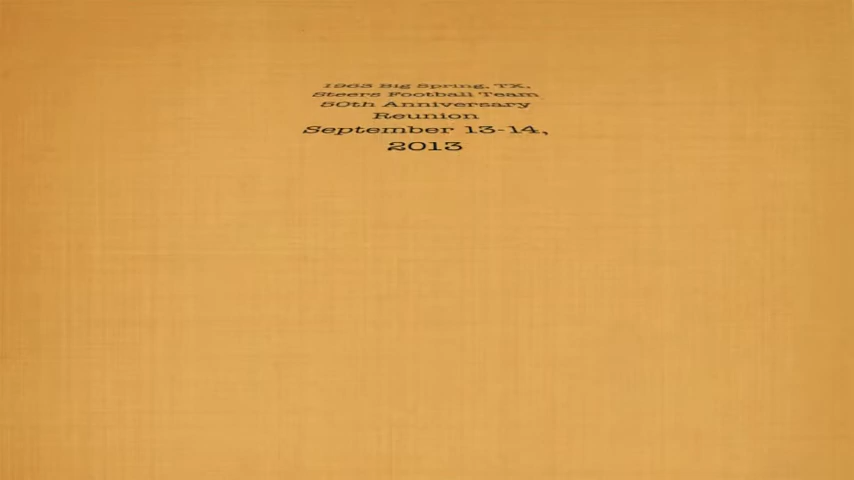 1963 Big Spring, TX,
Steers Football Team
50th Anniversary
Reunion
September 13-14,
2013